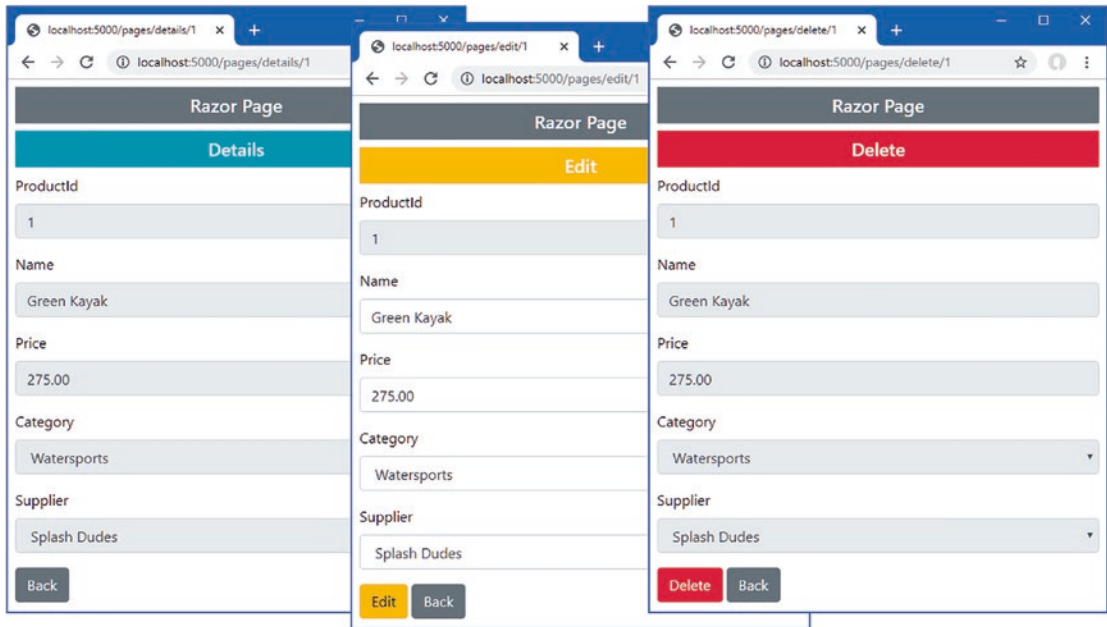 localhost:5000/pages/details/1
localhost:5000/pages/details/1
Razor Page
Details
ProductId
1
Name
Green Kayak
Price
275.00
Category
Watersports
Supplier
Splash Dudes
Back
localhost:5000/pages/edit/1
localhost:5000/pages/edit/1
Razor Page
Edit
ProductId
1
Name
Green Kayak
Price
275.00
Category
Watersports
Supplier
Splash Dudes
Edit Back
localhost:5000/pages/delete/1
localhost:5000/pages/delete/1
Razor Page
Delete
ProductId
1
Name
Green Kayak
Price
275.00
Category
Watersports
Supplier
Splash Dudes
Delete Back